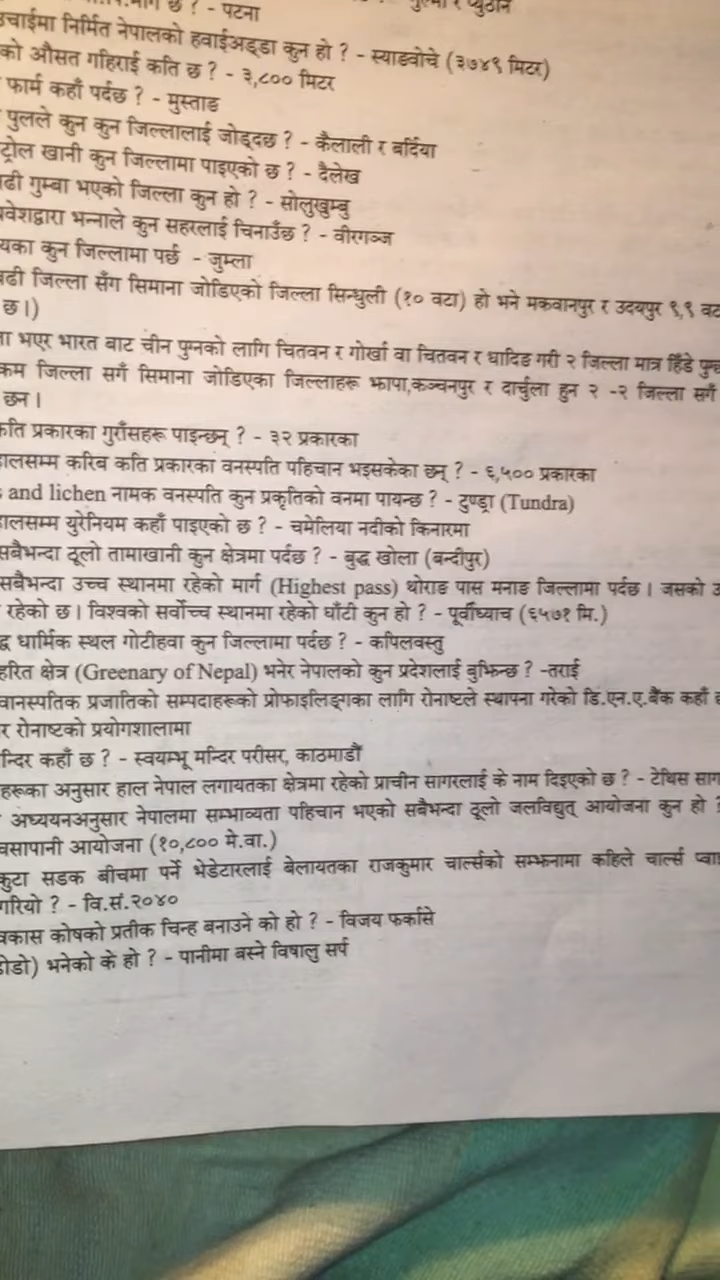 छ ? - पटना
उचाईमा निर्मित नेपालको हवाईअड्डा कुन हो ? - स्याङवोचे (३७४९ मिटर)
को औसत गहिराई कति छ ? - ३,८०० मिटर
फार्म कहाँ पर्दछ ? - मुस्ताङ
पुलले कुन कुन जिल्लालाई जोड्दछ ? - कैलाली र बर्दिया
ट्रोल खानी कुन जिल्लामा पाइएको छ ? - दैलेख
गुम्बा भएको जिल्ला कुन हो ? - सोलुखुम्बु
भन्नाले कुन सहरलाई चिनाउँछ ? - वीरगञ्ज
कुन जिल्लामा पर्छ - जुम्ला
जिल्ला सँग सिमाना जोडिएको जिल्ला सिन्धुली (१० वटा) हो भने मकवानपुर र उदयपुर ९,९
छ।)
भएर भारत बाट चीन पुग्नको लागि चितवन र गोर्खा वा चितवन र धादिङ गरी २ जिल्ला मात्र हिँडे
कम जिल्ला सगँ सिमाना जोडिएका जिल्लाहरू झापा,कञ्चनपुर र दार्चुला हुन २ -२ जिल्ला सगँ
छन।
कति प्रकारका गुराँसहरू पाइन्छन् ? - ३२ प्रकारका
हालसम्म करिब कति प्रकारका वनस्पति पहिचान भइसकेका छन् ? - ६,५०० प्रकारका
and lichen नामक वनस्पति कुन प्रकृतिको वनमा पायन्छ ? - टुण्ड्रा (Tundra)
हालसम्म युरेनियम कहाँ पाइएको छ ? - चमेलिया नदीको किनारमा
सबैभन्दा ठूलो तामाखानी कुन क्षेत्रमा पर्दछ ? - बुद्ध खोला (बन्दीपुर)
सबैभन्दा उच्च स्थानमा रहेको मार्ग (Highest pass) थोराङ पास मनाङ जिल्लामा पर्दछ । जसको
रहेको छ। विश्वको सर्वोच्च स्थानमा रहेको घाँटी कुन हो ? - पूर्वीघ्याच (६५७१ मि.)
धार्मिक स्थल गोटीहवा कुन जिल्लामा पर्दछ ? - कपिलवस्तु
हरित क्षेत्र (Greenary of Nepal) भनेर नेपालको कुन प्रदेशलाई बुझिन्छ ? -तराई
वानस्पतिक प्रजातिको सम्पदाहरूको प्रोफाइलिङ्गका लागि रोनाष्टले स्थापना गरेको डि.एन.ए.बैंक कहाँ
र रोनाष्टको प्रयोगशालामा
न्दिर कहाँ छ ? - स्वयम्भू मन्दिर परीसर, काठमाडौँ
हरूका अनुसार हाल नेपाल लगायतका क्षेत्रमा रहेको प्राचीन सागरलाई के नाम दिइएको छ ? - टेथिस
अध्ययनअनुसार नेपालमा सम्भाव्यता पहिचान भएको सबैभन्दा ठूलो जलविद्युत् आयोजना कुन हो ?
आयोजना (१०,८०० मे.वा.)
सडक बीचमा पर्ने भेडेटारलाई बेलायतका राजकुमार चार्ल्सको सम्झनामा कहिले चार्ल्स
गरियो ? - वि.सं.२०४०
कोषको प्रतीक चिन्ह बनाउने को हो ? - विजय फर्कासे
भनेको के हो ? - पानीमा बस्ने विषालु सर्प